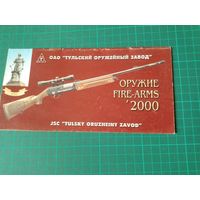 ОАО "ТУЛЬСКИЙ ОРУЖЕЙНЫЙ ЗАВОД"
ОРУЖИЕ
FIRE-ARMS
'2000
JSC "TULSKY ORUZHEINY ZAVOD"